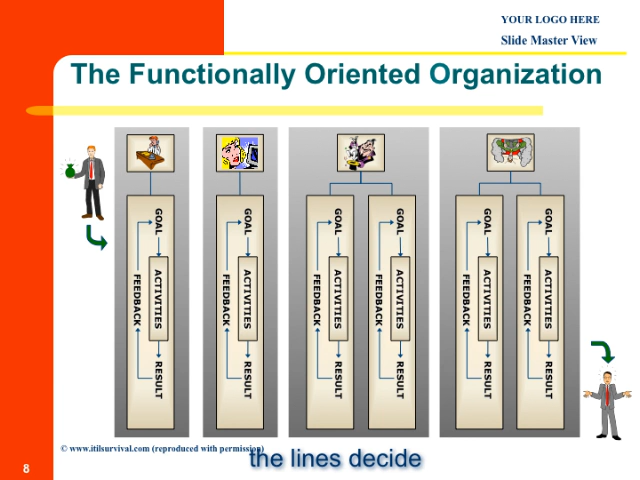 YOUR LOGO HERE
Slide Master View
The Functionally Oriented Organization
GOAL
ACTIVITIES
FEEDBACK
RESULT
GOAL
ACTIVITIES
FEEDBACK
RESULT
GOAL
ACTIVITIES
FEEDBACK
RESULT
GOAL
ACTIVITIES
FEEDBACK
RESULT
GOAL
ACTIVITIES
FEEDBACK
RESULT
GOAL
ACTIVITIES
FEEDBACK
RESULT
© www.itilsurvival.com (reproduced with permission)
the lines decide
8